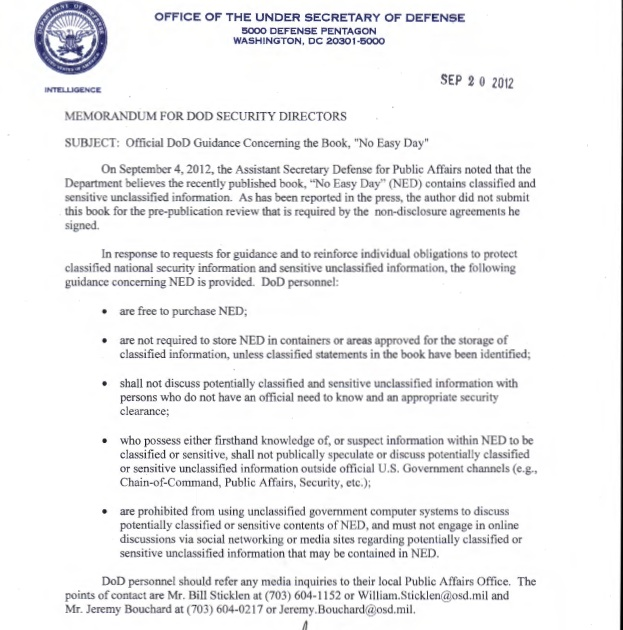 OFFICE OF THE UNDER SECRETARY OF DEFENSE
5000 DEFENSE PENTAGON
WASHINGTON, DC 20301-5000
DEPARTMENT OF DEFENSE
INTELLIGENCE
SEP 20 2012
MEMORANDUM FOR DOD SECURITY DIRECTORS
SUBJECT: Official DoD Guidance Concerning the Book, "No Easy Day"
On September 4, 2012, the Assistant Secretary Defense for Public Affairs noted that the
Department believes the recently published book, “No Easy Day” (NED) contains classified and
sensitive unclassified information. As has been reported in the press, the author did not submit
this book for the pre-publication review that is required by the non-disclosure agreements he
signed.
In response to requests for guidance and to reinforce individual obligations to protect
classified national security information and sensitive unclassified information, the following
guidance concerning NED is provided. DoD personnel:
• are free to purchase NED;
• are not required to store NED in containers or areas approved for the storage of
classified information, unless classified statements in the book have been identified;
• shall not discuss potentially classified and sensitive unclassified information with
persons who do not have an official need to know and an appropriate security
clearance;
• who possess either firsthand knowledge of, or suspect information within NED to be
classified or sensitive, shall not publically speculate or discuss potentially classified
or sensitive unclassified information outside official U.S. Government channels (e.g.,
Chain-of-Command, Public Affairs, Security, etc.);
• are prohibited from using unclassified government computer systems to discuss
potentially classified or sensitive contents of NED, and must not engage in online
discussions via social networking or media sites regarding potentially classified or
sensitive unclassified information that may be contained in NED.
DoD personnel should refer any media inquiries to their local Public Affairs Office. The
points of contact are Mr. Bill Sticklen at (703) 604-1152 or William.Sticklen@osd.mil and
Mr. Jeremy Bouchard at (703) 604-0217 or Jeremy.Bouchard@osd.mil.